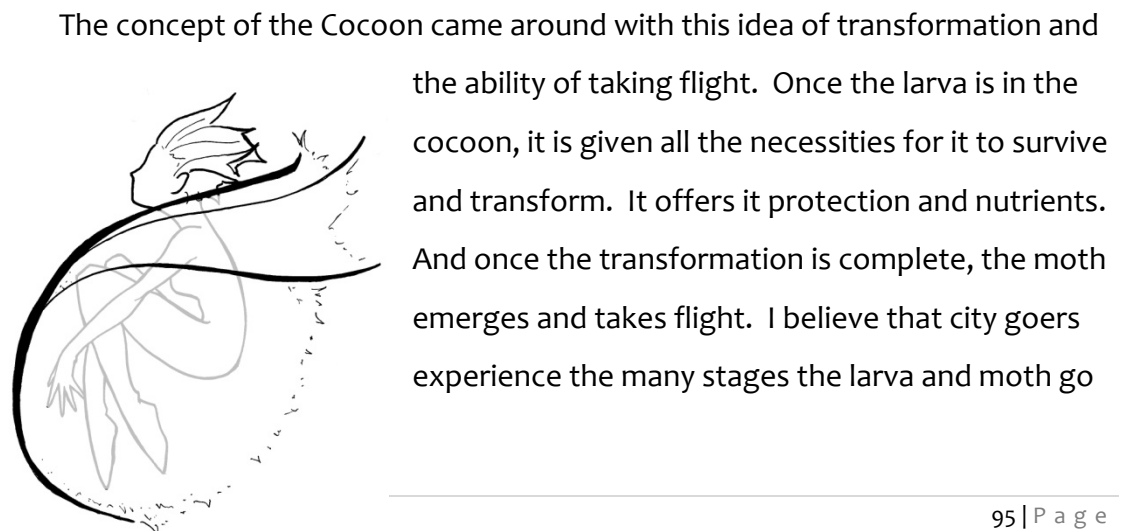 The concept of the Cocoon came around with this idea of transformation and
the ability of taking flight.  Once the larva is in the
cocoon, it is given all the necessities for it to survive
and transform.  It offers it protection and nutrients.
And once the transformation is complete, the moth
emerges and takes flight.  I believe that city goers
experience the many stages the larva and moth go
95 | P a g e